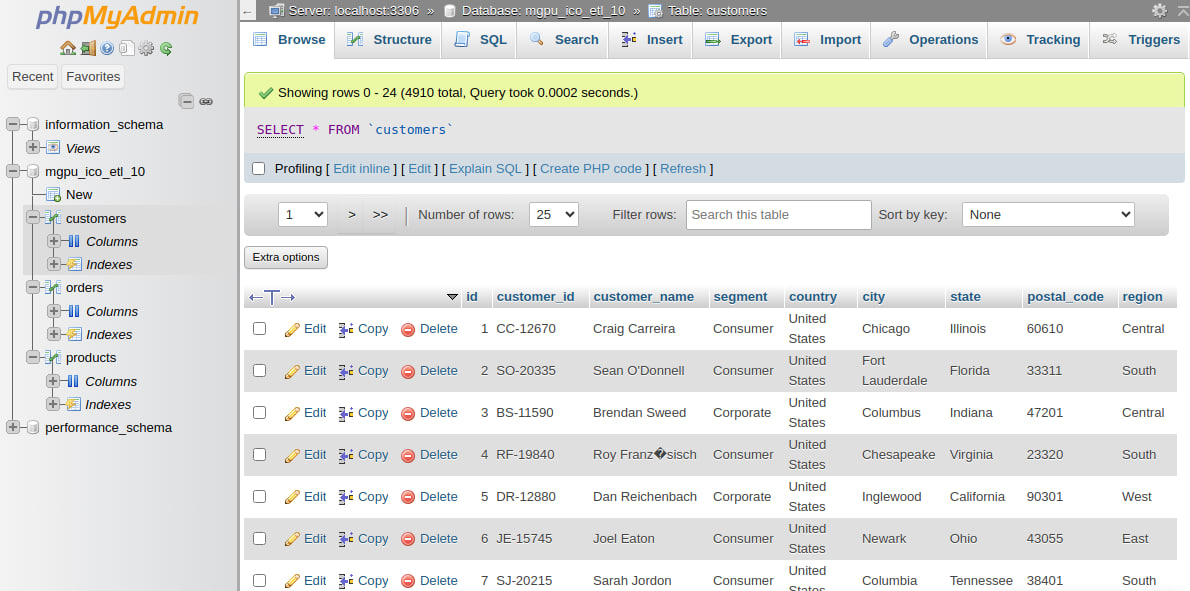 phpMyAdmin
Recent Favorites
information_schema
Views
mgpu_ico_etl_10
New
customers
Columns
Indexes
orders
Columns
Indexes
products
Columns
Indexes
performance_schema
Server: localhost:3306 » Database: mgpu_ico_etl_10 » Table: customers
Browse Structure SQL Search Insert Export Import Operations Tracking Triggers
Showing rows 0 - 24 (4910 total, Query took 0.0002 seconds.)
SELECT * FROM `customers`
Profiling [ Edit inline ] [ Edit ] [ Explain SQL ] [ Create PHP code ] [ Refresh ]
1 > >> | Number of rows: 25 Filter rows: Search this table Sort by key: None
Extra options
←T→ id customer_id customer_name segment country city state postal_code region
Edit Copy Delete 1 CC-12670 Craig Carreira Consumer United States Chicago Illinois 60610 Central
Edit Copy Delete 2 SO-20335 Sean O'Donnell Consumer United States Fort Lauderdale Florida 33311 South
Edit Copy Delete 3 BS-11590 Brendan Sweed Corporate United States Columbus Indiana 47201 Central
Edit Copy Delete 4 RF-19840 Roy Franz�sisch Consumer United States Chesapeake Virginia 23320 South
Edit Copy Delete 5 DR-12880 Dan Reichenbach Corporate United States Inglewood California 90301 West
Edit Copy Delete 6 JE-15745 Joel Eaton Consumer United States Newark Ohio 43055 East
Edit Copy Delete 7 SJ-20215 Sarah Jordon Consumer United States Columbia Tennessee 38401 South